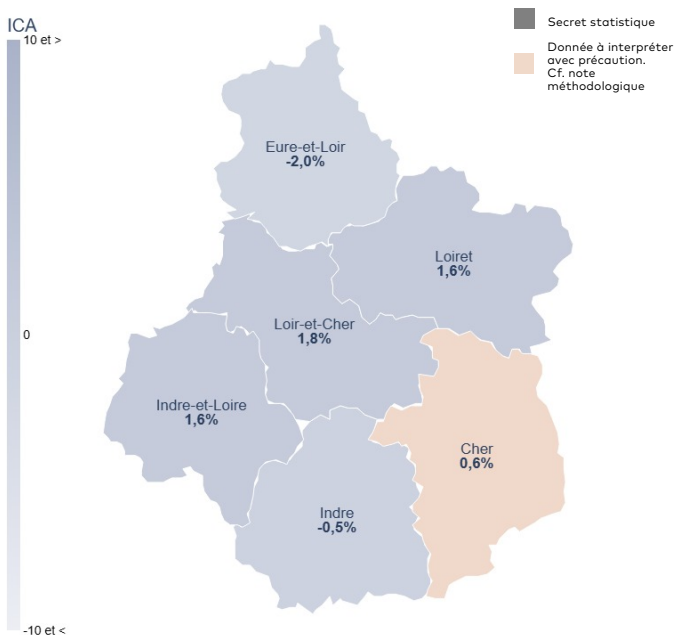 ICA
10 et >
0
-10 et <
Secret statistique
Donnée à interpréter
avec précaution.
Cf. note
méthodologique
Eure-et-Loir
-2,0%
Loiret
1,6%
Loir-et-Cher
1,8%
Indre-et-Loire
1,6%
Cher
0,6%
Indre
-0,5%